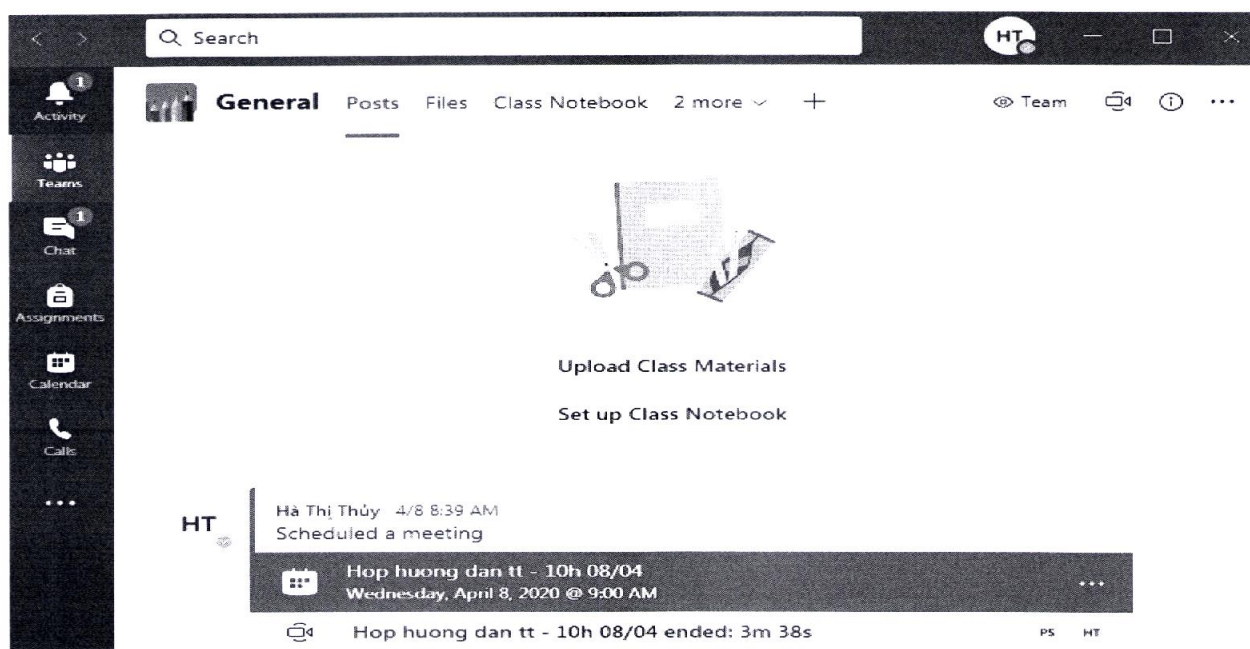 Search
HT
1
Activity
General Posts Files Class Notebook 2 more Team
Teams
1
Chat
Assignments
Calendar
Calls
Upload Class Materials
Set up Class Notebook
HT
Hà Thị Thủy 4/8 8:39 AM
Scheduled a meeting
Hop huong dan tt - 10h 08/04
Wednesday, April 8, 2020 @ 9:00 AM
Hop huong dan tt - 10h 08/04 ended: 3m 38s PS HT